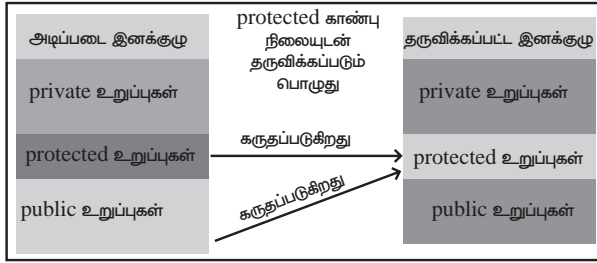 அடிப்படை இனக்குழு
private உறுப்புகள்
protected உறுப்புகள்
public உறுப்புகள்
protected காண்பு
நிலையுடன்
தருவிக்கப்படும்
பொழுது
கருதப்படுகிறது
கருதப்படுகிறது
தருவிக்கப்பட்ட இனக்குழு
private உறுப்புகள்
protected உறுப்புகள்
public உறுப்புகள்